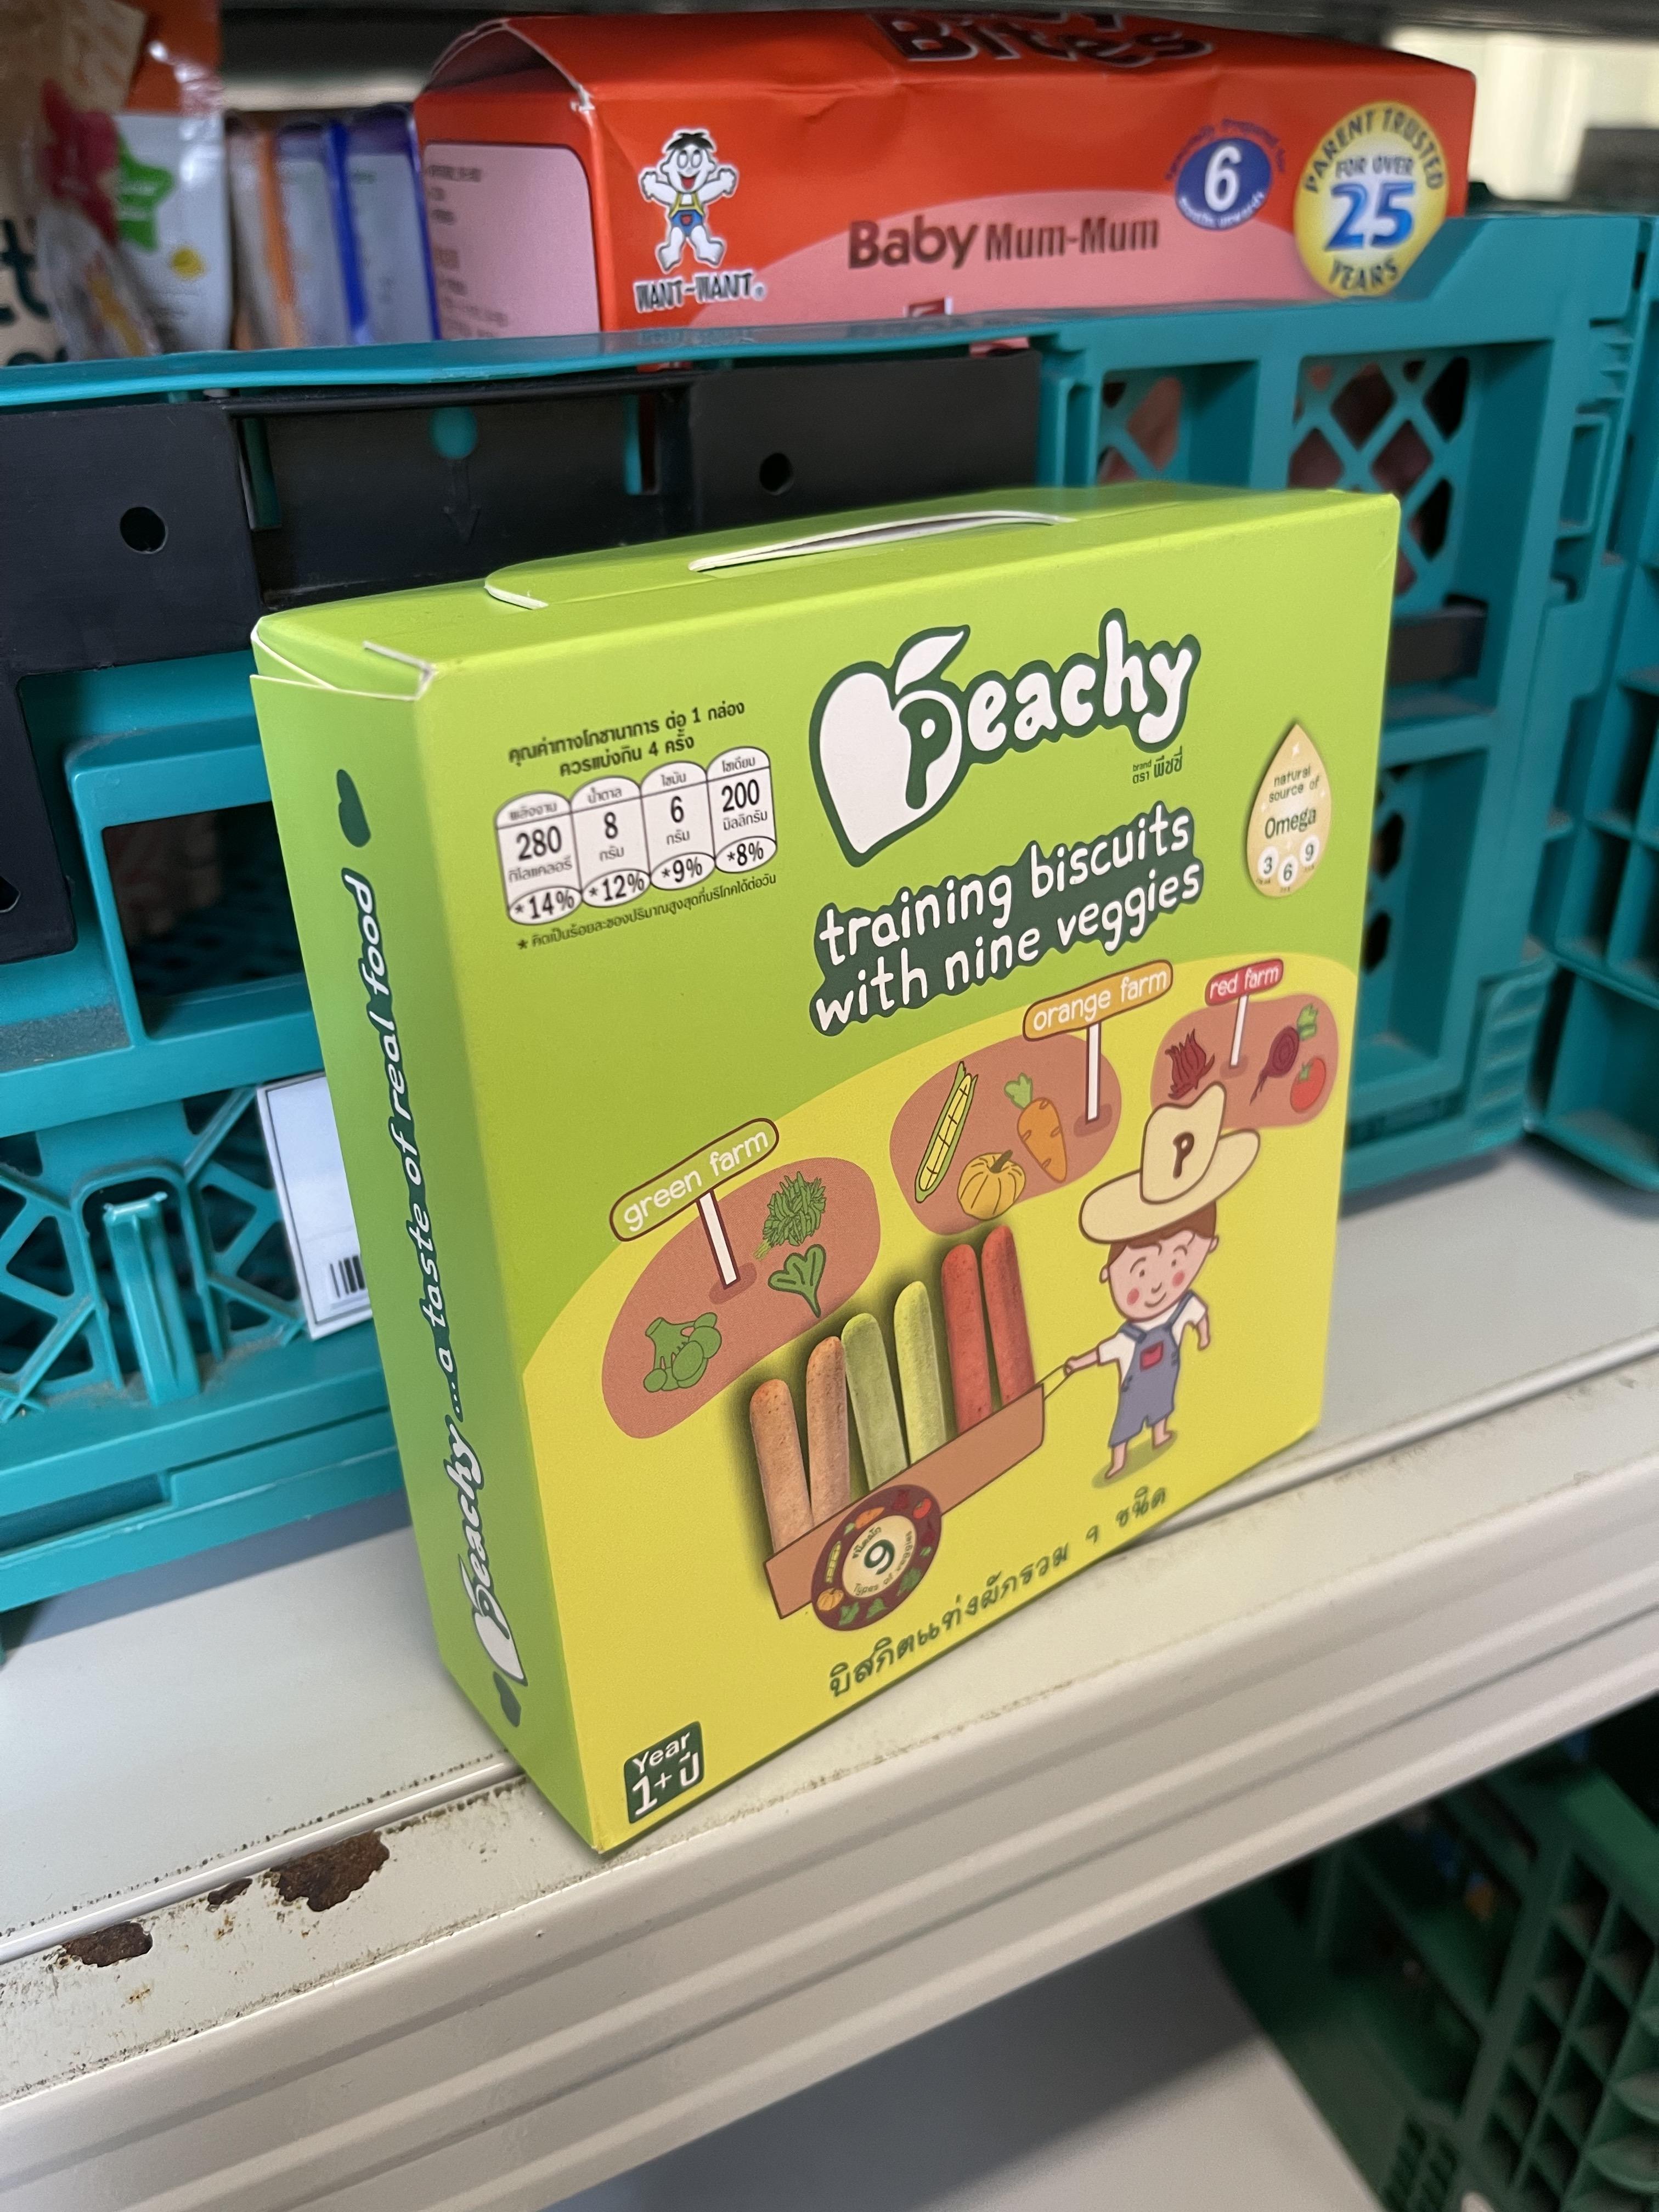 Bites
Baby Mum-Mum
6
months onwards
PARENT TRUSTED
FOR OVER
25
YEARS
WANT-WANT®
Peachy
brand
ตรา พีชชี่
คุณค่าทางโภชนาการ ต่อ 1 กล่อง
ควรแบ่งกิน 4 ครั้ง
พลังงาน น้ำตาล ไขมัน โซเดียม
280 8 6 200
กิโลแคลอรี กรัม กรัม มิลลิกรัม
*14% *12% *9% *8%
* คิดเป็นร้อยละของปริมาณสูงสุดที่บริโภคได้ต่อวัน
natural
source of
Omega
3 6 9
training biscuits
with nine veggies
orange farm
red farm
green farm
P
9
types of veggies
บิสกิตแท่งผักรวม ๙ ชนิด
Year
1+ ปี
Peachy...a taste of real food